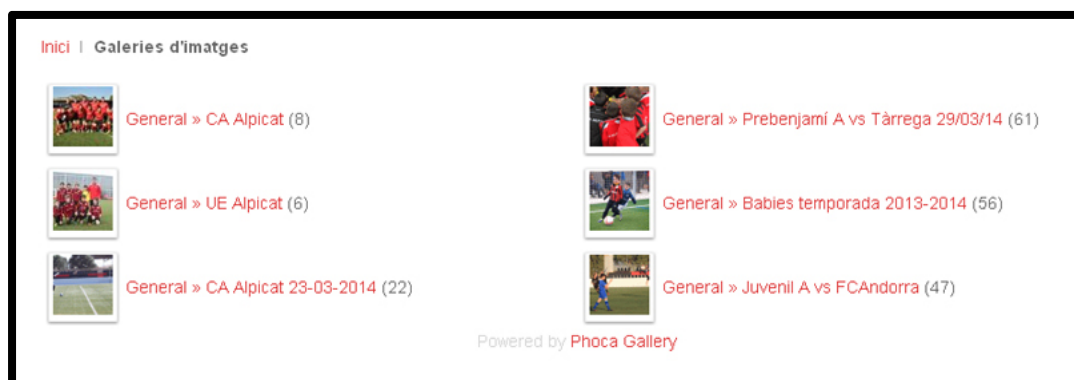 Inici | Galeries d'imatges
General » CA Alpicat (8)
General » Prebenjamí A vs Tàrrega 29/03/14 (61)
General » UE Alpicat (6)
General » Babies temporada 2013-2014 (56)
General » CA Alpicat 23-03-2014 (22)
General » Juvenil A vs FCAndorra (47)
Powered by Phoca Gallery